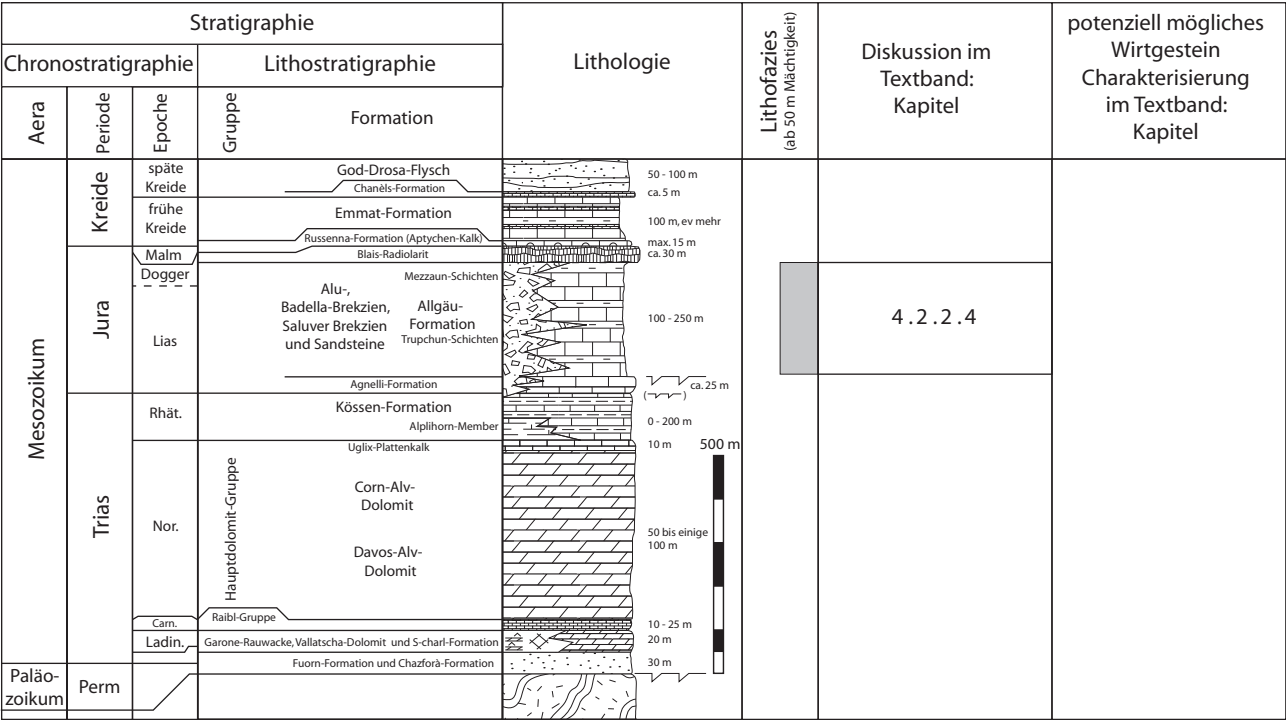 Stratigraphie
Chronostratigraphie
Lithostratigraphie
Aera
Periode
Epoche
Gruppe
Formation
Lithologie
Lithofazies
(ab 50 m Mächtigkeit)
Diskussion im
Textband:
Kapitel
potenziell mögliches
Wirtgestein
Charakterisierung
im Textband:
Kapitel
Mesozoikum
Kreide
späte
Kreide
God-Drosa-Flysch
50 - 100 m
Chanèls-Formation
ca. 5 m
frühe
Kreide
Emmat-Formation
100 m, ev mehr
Russenna-Formation (Aptychen-Kalk)
max. 15 m
Jura
Malm
Blais-Radiolarit
ca. 30 m
Dogger
Mezzaun-Schichten
Alu-,
Badella-Brekzien,
Saluver Brekzien
und Sandsteine
Allgäu-
Formation
Trupchun-Schichten
100 - 250 m
4.2.2.4
Lias
Agnelli-Formation
ca. 25 m
Trias
Rhät.
Kössen-Formation
Alplihorn-Member
0 - 200 m
Uglix-Plattenkalk
10 m
500 m
Nor.
Hauptdolomit-Gruppe
Corn-Alv-
Dolomit
Davos-Alv-
Dolomit
50 bis einige
100 m
Carn.
Raibl-Gruppe
10 - 25 m
Ladin.
Garone-Rauwacke, Vallatscha-Dolomit und S-charl-Formation
20 m
Fuorn-Formation und Chazforà-Formation
30 m
Paläo-
zoikum
Perm